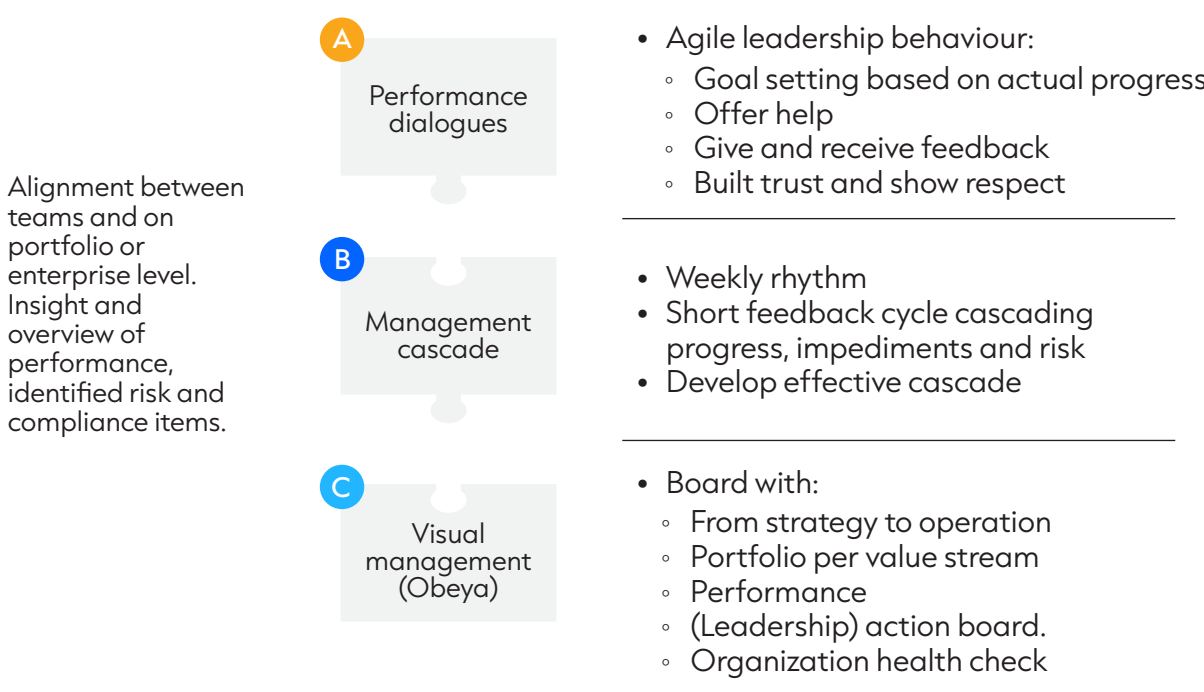 Alignment between
teams and on
portfolio or
enterprise level.
Insight and
overview of
performance,
identified risk and
compliance items.
A
Performance
dialogues
• Agile leadership behaviour:
◦ Goal setting based on actual progress
◦ Offer help
◦ Give and receive feedback
◦ Built trust and show respect
B
Management
cascade
• Weekly rhythm
• Short feedback cycle cascading
progress, impediments and risk
• Develop effective cascade
C
Visual
management
(Obeya)
• Board with:
◦ From strategy to operation
◦ Portfolio per value stream
◦ Performance
◦ (Leadership) action board.
◦ Organization health check